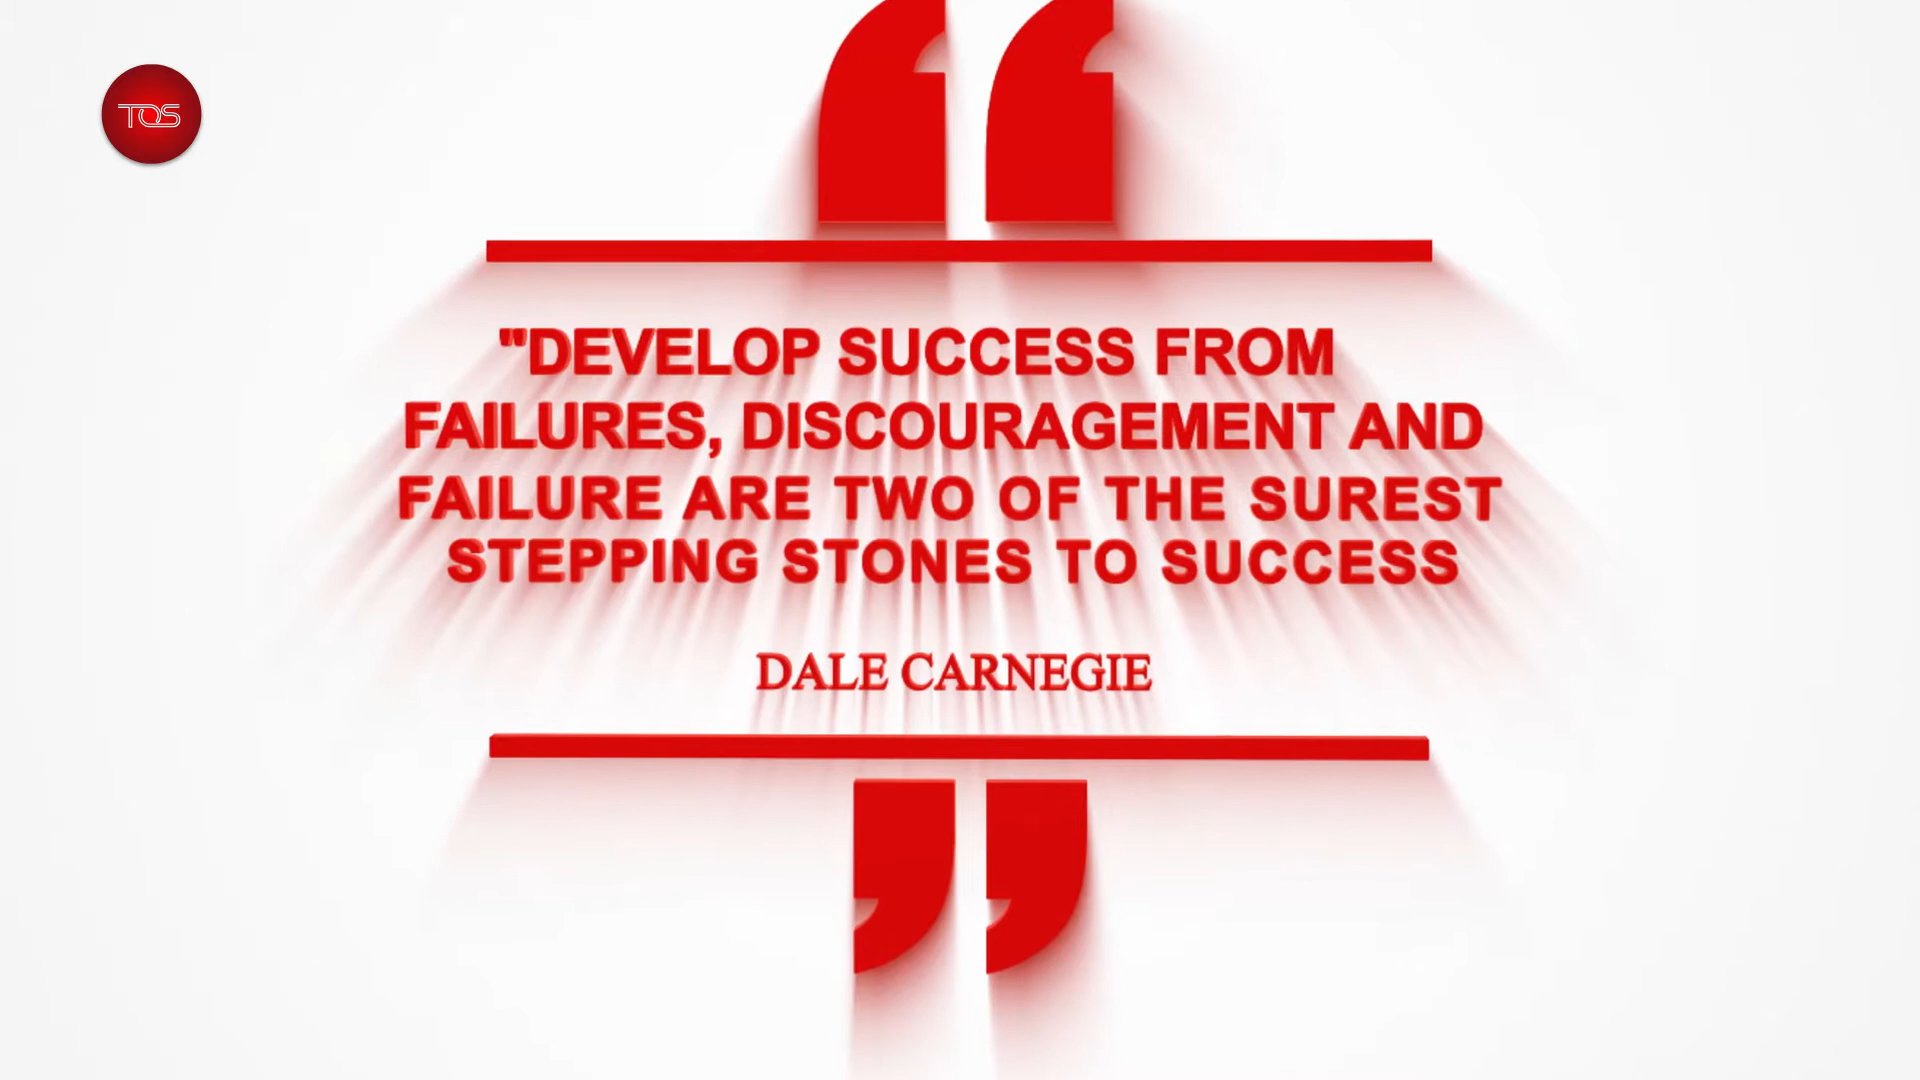 TQS
"DEVELOP SUCCESS FROM
FAILURES, DISCOURAGEMENT AND
FAILURE ARE TWO OF THE SUREST
STEPPING STONES TO SUCCESS
DALE CARNEGIE